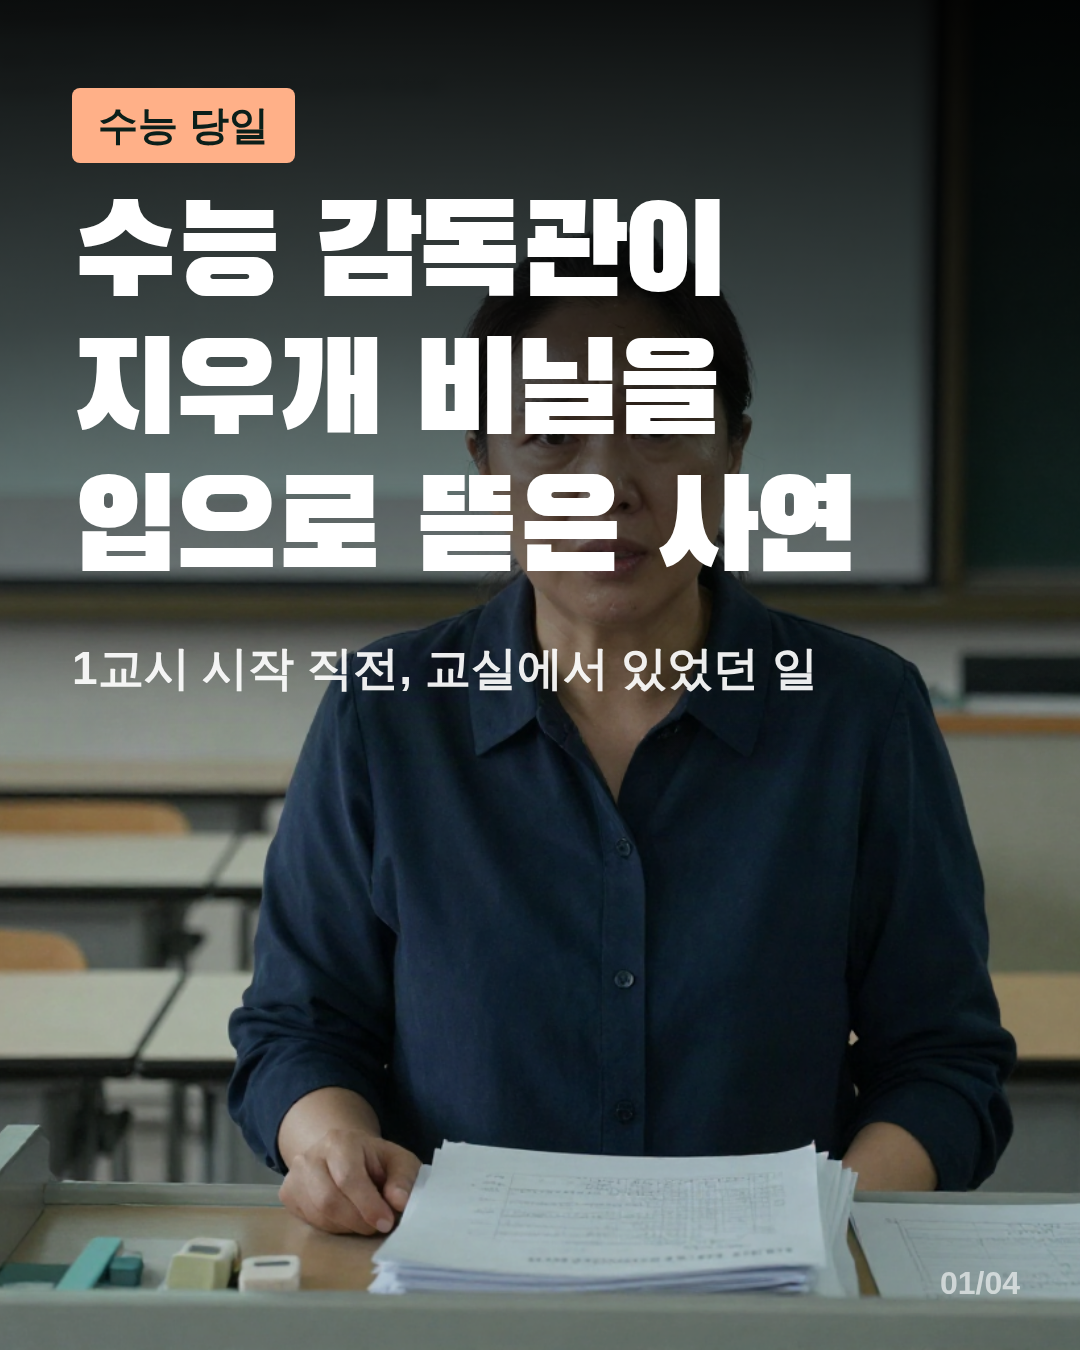 수능 당일
수능 감독관이
지우개 비닐을
입으로 뜯은 사연
1교시 시작 직전, 교실에서 있었던 일
01/04